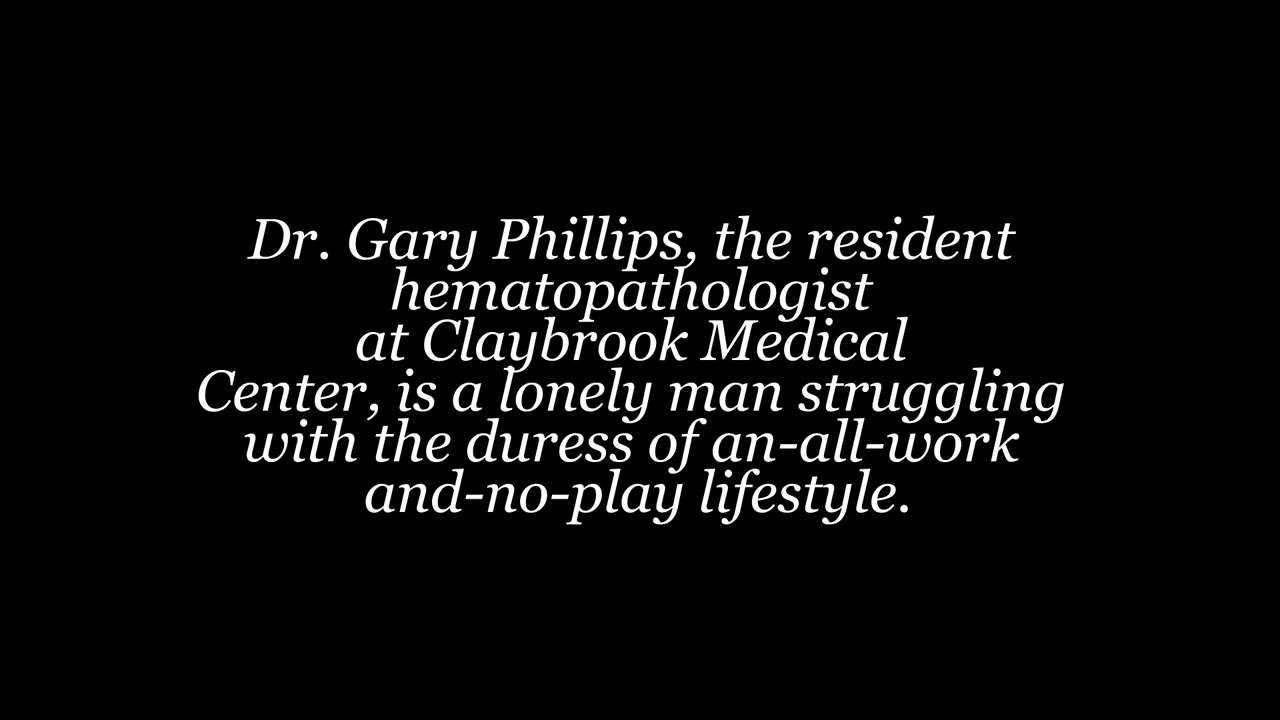 Dr. Gary Phillips, the resident
hematopathologist
at Claybrook Medical
Center, is a lonely man struggling
with the duress of an-all-work
and-no-play lifestyle.